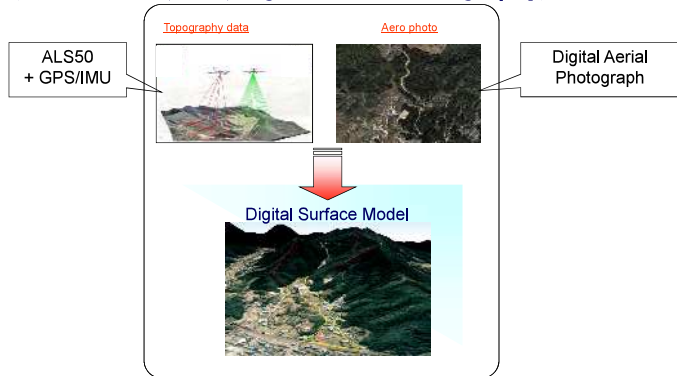 Topography data
Aero photo
ALS50
+ GPS/IMU
Digital Aerial
Photograph
Digital Surface Model